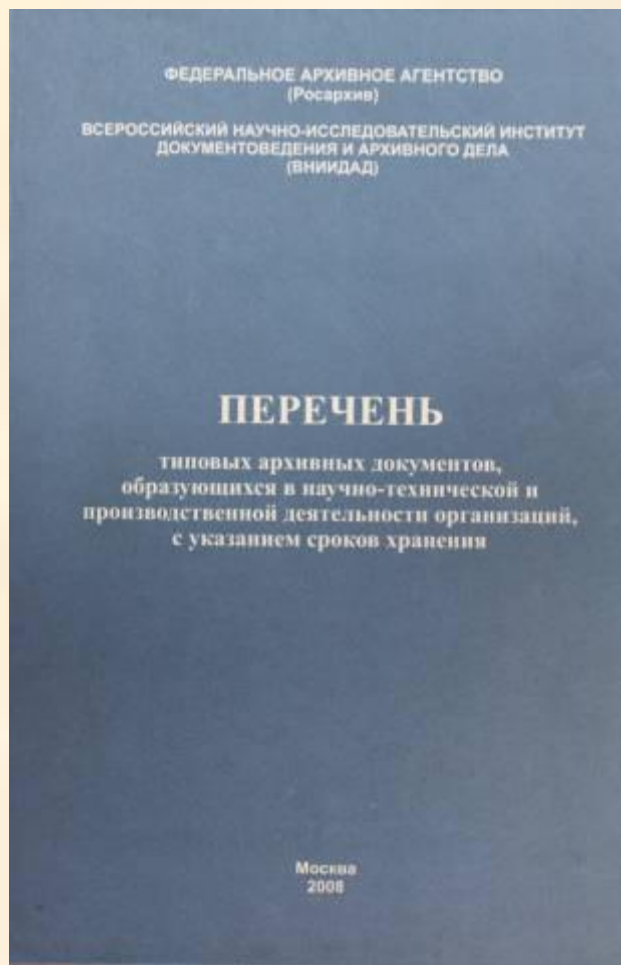 ФЕДЕРАЛЬНОЕ АРХИВНОЕ АГЕНТСТВО
(Росархив)
ВСЕРОССИЙСКИЙ НАУЧНО-ИССЛЕДОВАТЕЛЬСКИЙ ИНСТИТУТ
ДОКУМЕНТОВЕДЕНИЯ И АРХИВНОГО ДЕЛА
(ВНИИДАД)
ПЕРЕЧЕНЬ
типовых архивных документов,
образующихся в научно-технической и
производственной деятельности организаций,
с указанием сроков хранения
Москва
2008